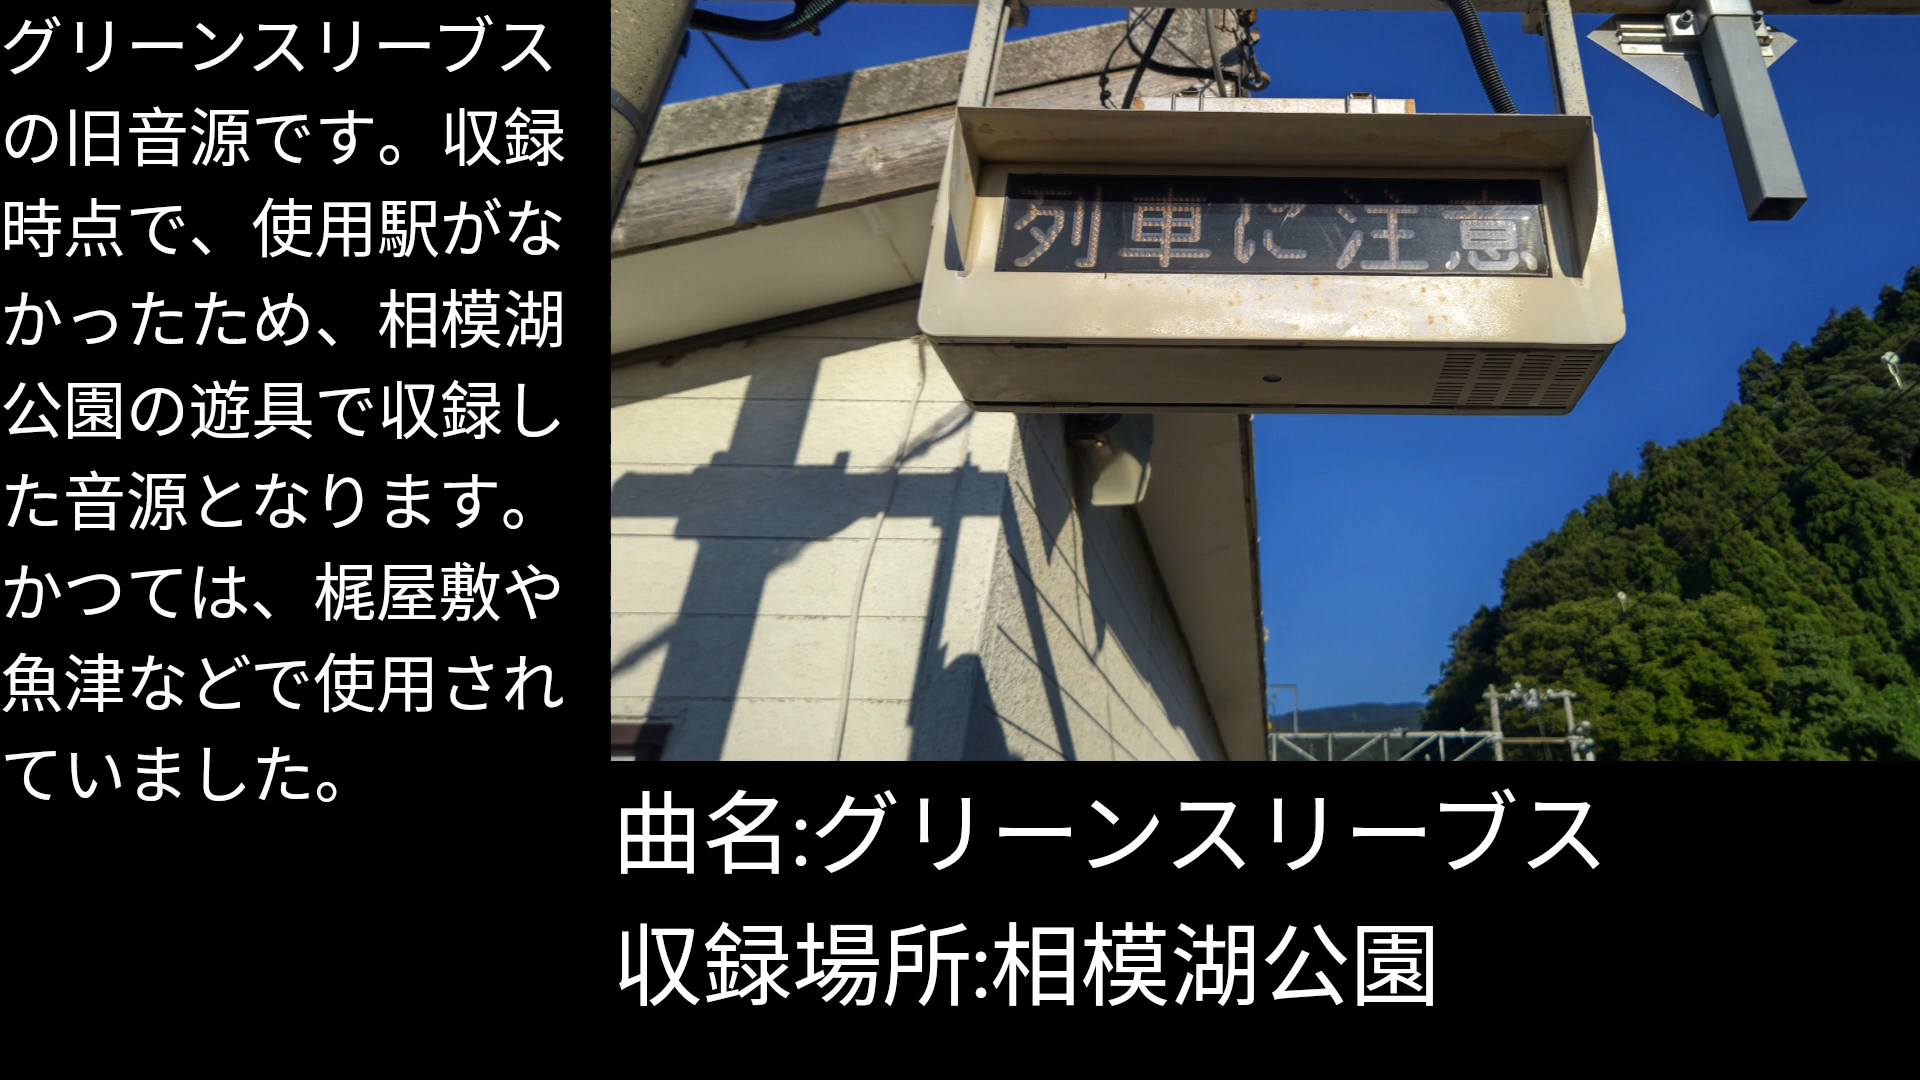 グリーンスリーブス
の旧音源です。収録
時点で、使用駅がな
かったため、相模湖
公園の遊具で収録し
た音源となります。
かつては、梶屋敷や
魚津などで使用され
ていました。
列車に注意
曲名:グリーンスリーブス
収録場所:相模湖公園